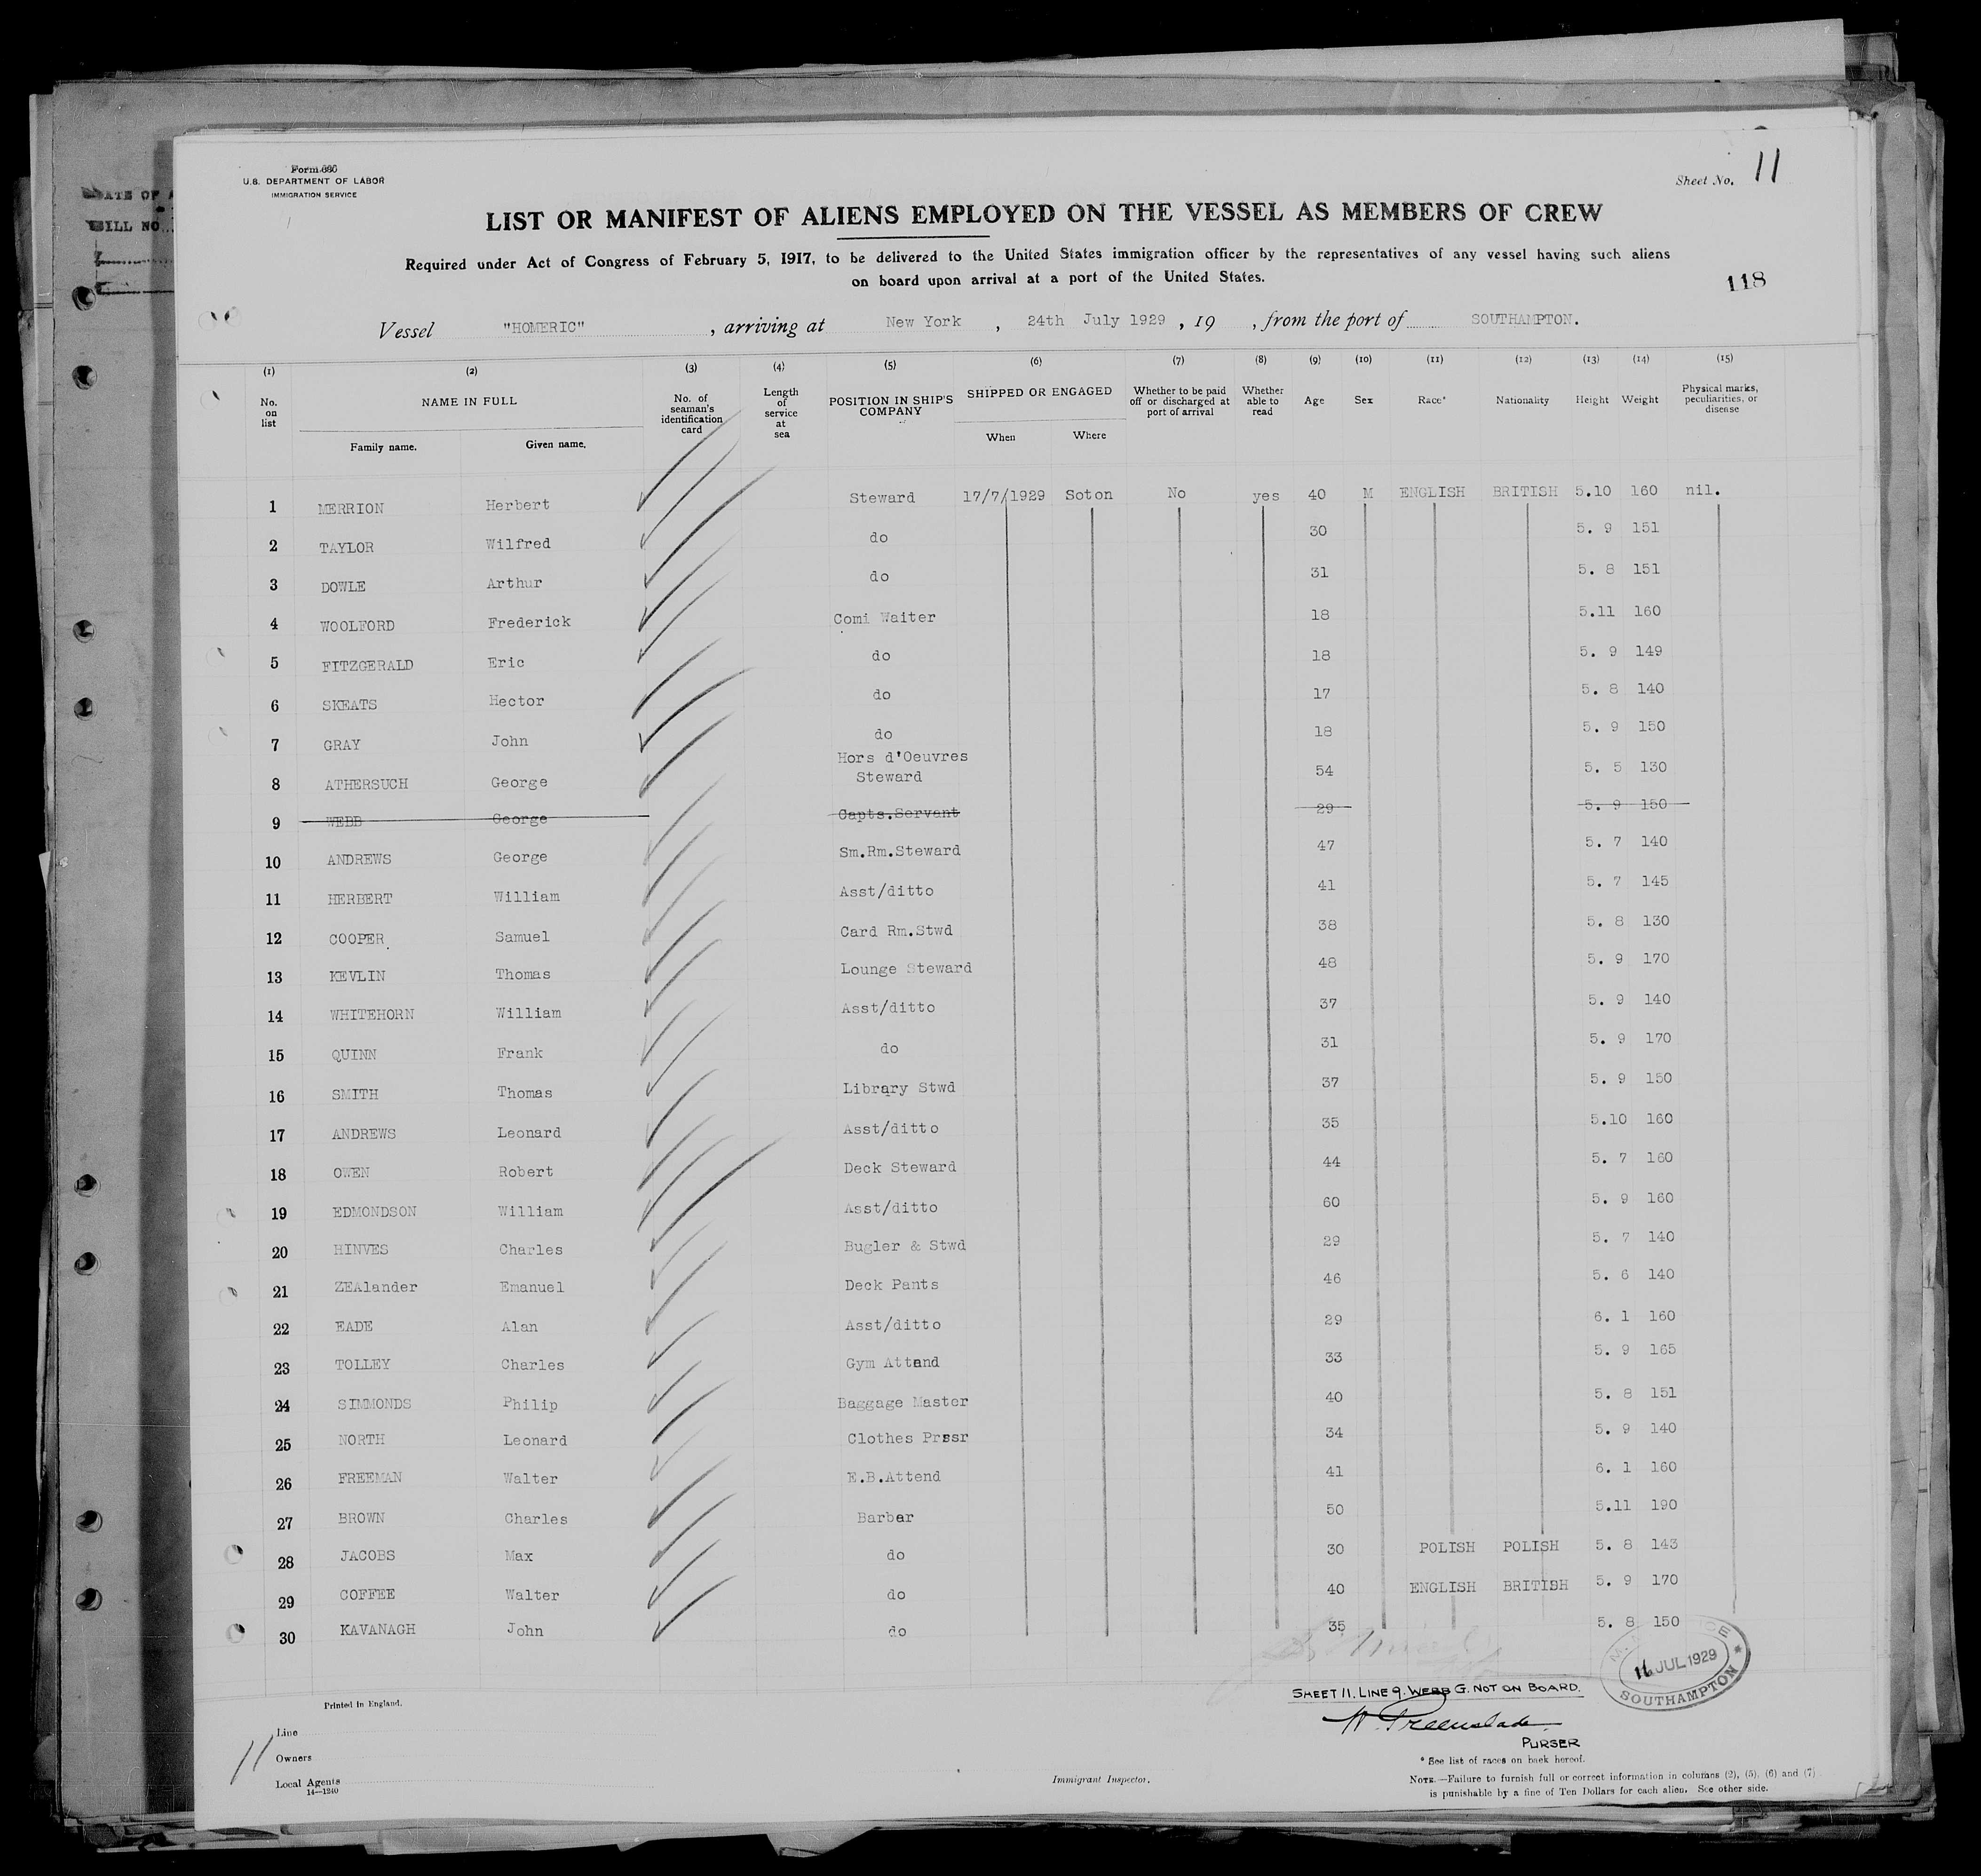 Form 680
U.S. DEPARTMENT OF LABOR
IMMIGRATION SERVICE
Sheet No. 11
LIST OR MANIFEST OF ALIENS EMPLOYED ON THE VESSEL AS MEMBERS OF CREW
Required under Act of Congress of February 5, 1917, to be delivered to the United States immigration officer by the representatives of any vessel having such aliens
on board upon arrival at a port of the United States.
118
Vessel "HOMERIC" , arriving at New York , 24th July 1929 , 19 , from the port of SOUTHAMPTON.
(1) (2) (3) (4) (5) (6) (7) (8) (9) (10) (11) (12) (13) (14) (15)
No. on list NAME IN FULL Family name. Given name. No. of seaman's identification card Length of service at sea POSITION IN SHIP'S COMPANY SHIPPED OR ENGAGED When Where Whether to be paid off or discharged at port of arrival Whether able to read Age Sex Race* Nationality Height Weight Physical marks, peculiarities, or disease
1 MERRION Herbert Steward 17/7/1929 Soton No yes 40 M ENGLISH BRITISH 5.10 160 nil.
2 TAYLOR Wilfred do 30 5. 9 151
3 DOWLE Arthur do 31 5. 8 151
4 WOOLFORD Frederick Comi Waiter 18 5.11 160
5 FITZGERALD Eric do 18 5. 9 149
6 SKEATS Hector do 17 5. 8 140
7 GRAY John do 18 5. 9 150
8 ATHERSUCH George Hors d'Oeuvres Steward 54 5. 5 130
9 WEBB George Capts.Servant 29 5. 9 150
10 ANDREWS George Sm.Rm.Steward 47 5. 7 140
11 HERBERT William Asst/ditto 41 5. 7 145
12 COOPER Samuel Card Rm.Stwd 38 5. 8 130
13 KEVLIN Thomas Lounge Steward 48 5. 9 170
14 WHITEHORN William Asst/ditto 37 5. 9 140
15 QUINN Frank do 31 5. 9 170
16 SMITH Thomas Library Stwd 37 5. 9 150
17 ANDREWS Leonard Asst/ditto 35 5.10 160
18 OWEN Robert Deck Steward 44 5. 7 160
19 EDMONDSON William Asst/ditto 60 5. 9 160
20 HINVES Charles Bugler & Stwd 29 5. 7 140
21 ZEAlander Emanuel Deck Pants 46 5. 6 140
22 EADE Alan Asst/ditto 29 6. 1 160
23 TOLLEY Charles Gym Attend 33 5. 9 165
24 SIMMONDS Philip Baggage Master 40 5. 8 151
25 NORTH Leonard Clothes Prssr 34 5. 9 140
26 FREEMAN Walter E.B.Attend 41 6. 1 160
27 BROWN Charles Barber 50 5.11 190
28 JACOBS Max do 30 POLISH POLISH 5. 8 143
29 COFFEE Walter do 40 ENGLISH BRITISH 5. 9 170
30 KAVANAGH John do 35 5. 8 150
16 JUL 1929
SOUTHAMPTON
SHEET 11. LINE 9. WEBB G. NOT ON BOARD.
W. Greenslade
PURSER
Printed in England.
11
Line
Owners
Local Agents
14—1240
Immigrant Inspector.
* See list of races on back hereof.
NOTE.—Failure to furnish full or correct information in columns (2), (5), (6) and (7)
is punishable by a fine of Ten Dollars for each alien. See other side.